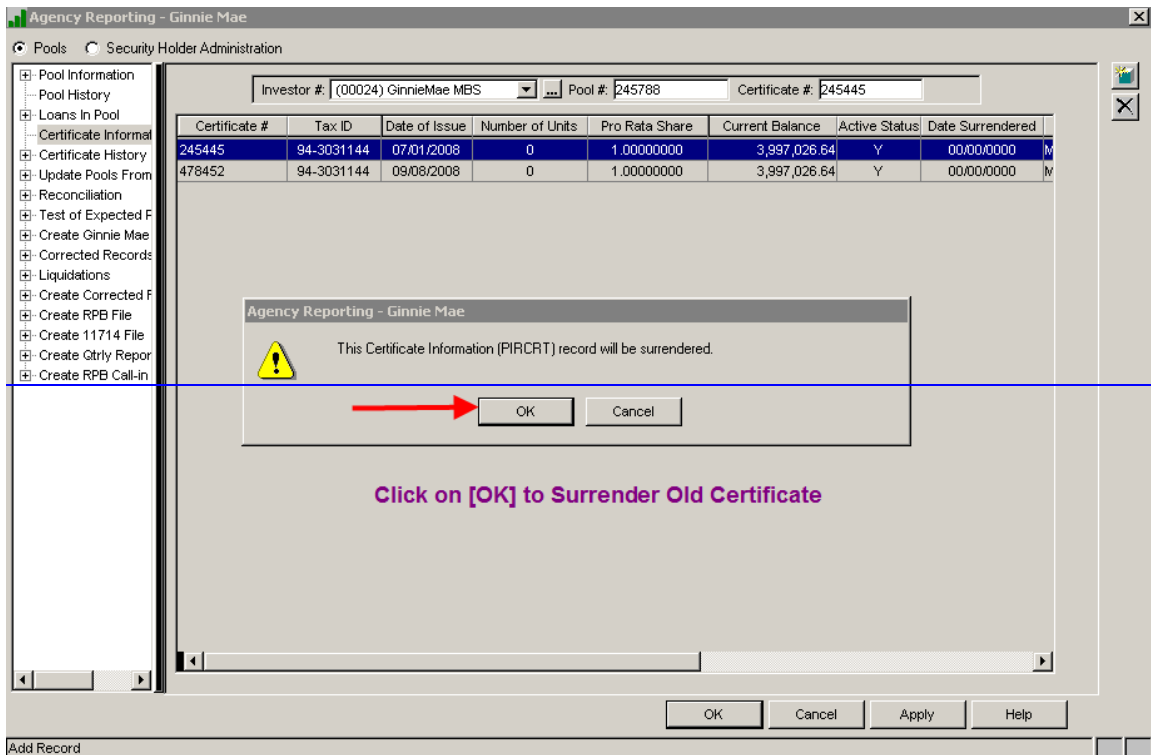 Agency Reporting - Ginnie Mae
Pools Security Holder Administration
Pool Information
Pool History
Loans In Pool
Certificate Informat
Certificate History
Update Pools From
Reconciliation
Test of Expected F
Create Ginnie Mae
Corrected Records
Liquidations
Create Corrected F
Create RPB File
Create 11714 File
Create Qtrly Repor
Create RPB Call-in
Investor #: (00024) GinnieMae MBS ... Pool #: 245788 Certificate #: 245445
Certificate # Tax ID Date of Issue Number of Units Pro Rata Share Current Balance Active Status Date Surrendered
245445 94-3031144 07/01/2008 0 1.00000000 3,997,026.64 Y 00/00/0000 M
478452 94-3031144 09/08/2008 0 1.00000000 3,997,026.64 Y 00/00/0000 M
Agency Reporting - Ginnie Mae
This Certificate Information (PIRCRT) record will be surrendered.
OK Cancel
Click on [OK] to Surrender Old Certificate
OK Cancel Apply Help
Add Record